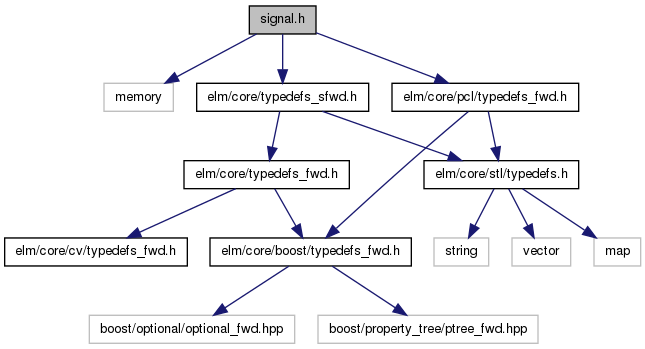 signal.h
memory
elm/core/typedefs_sfwd.h
elm/core/pcl/typedefs_fwd.h
elm/core/typedefs_fwd.h
elm/core/stl/typedefs.h
elm/core/cv/typedefs_fwd.h
elm/core/boost/typedefs_fwd.h
string
vector
map
boost/optional/optional_fwd.hpp
boost/property_tree/ptree_fwd.hpp